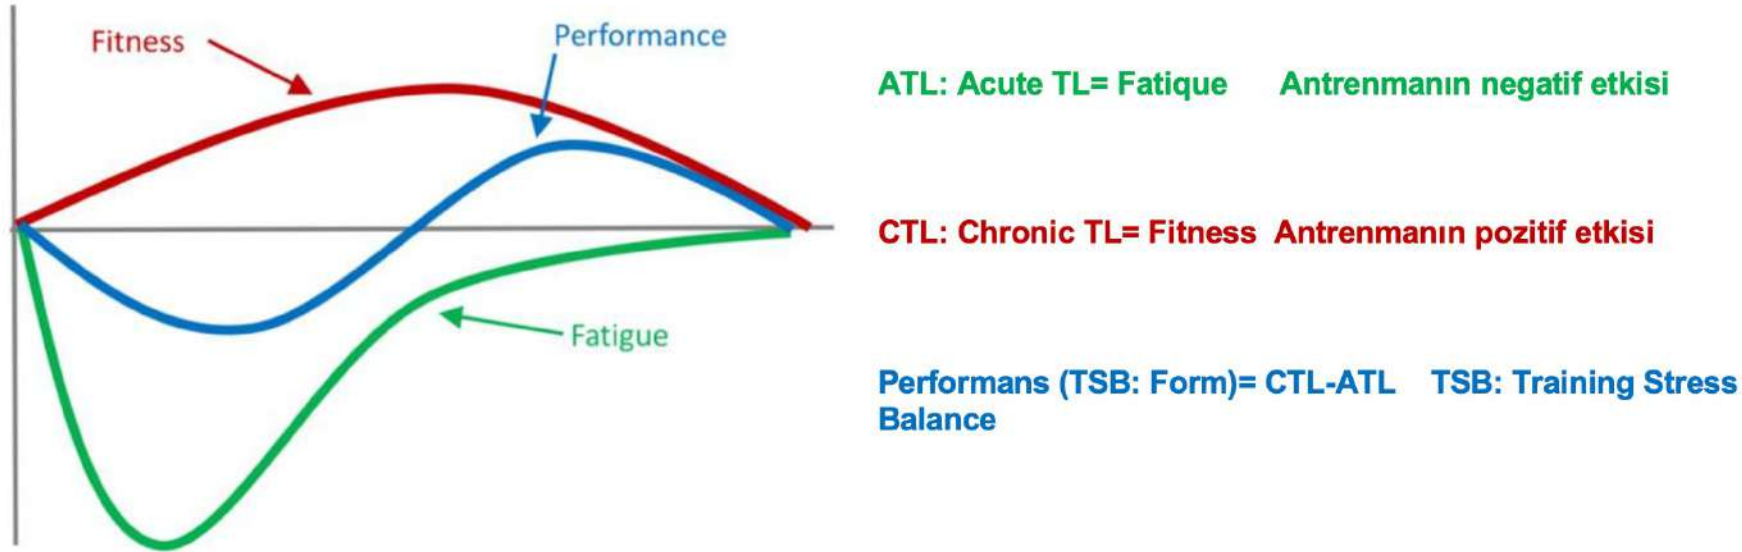 Fitness
Performance
Fatigue
ATL: Acute TL= Fatique Antrenmanın negatif etkisi
CTL: Chronic TL= Fitness Antrenmanın pozitif etkisi
Performans (TSB: Form)= CTL-ATL TSB: Training Stress
Balance